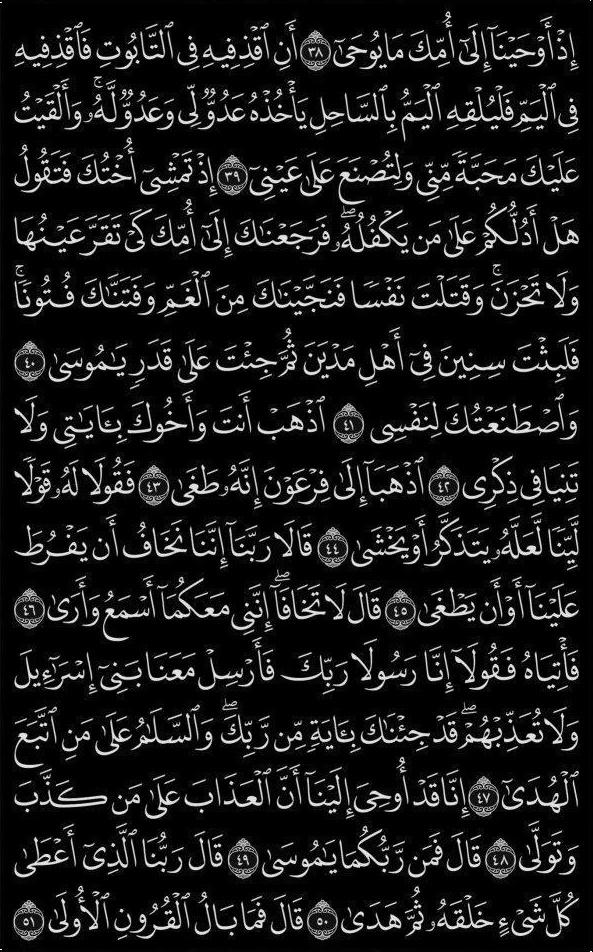 إِذْ أَوْحَيْنَآ إِلَىٰٓ أُمِّكَ مَا يُوحَىٰٓ ٣٨ أَنِ ٱقْذِفِيهِ فِى ٱلتَّابُوتِ فَٱقْذِفِيهِ
فِى ٱلْيَمِّ فَلْيُلْقِهِ ٱلْيَمُّ بِٱلسَّاحِلِ يَأْخُذْهُ عَدُوٌّ لِّى وَعَدُوٌّ لَّهُۥ ۚ وَأَلْقَيْتُ
عَلَيْكَ مَحَبَّةً مِّنِّى وَلِتُصْنَعَ عَلَىٰ عَيْنِىٓ ٣٩ إِذْ تَمْشِىٓ أُخْتُكَ فَتَقُولُ
هَلْ أَدُلُّكُمْ عَلَىٰ مَن يَكْفُلُهُۥ ۖ فَرَجَعْنَٰكَ إِلَىٰٓ أُمِّكَ كَىْ تَقَرَّ عَيْنُهَا
وَلَا تَحْزَنَ ۚ وَقَتَلْتَ نَفْسًا فَنَجَّيْنَٰكَ مِنَ ٱلْغَمِّ وَفَتَنَّٰكَ فُتُونًا ۚ
فَلَبِثْتَ سِنِينَ فِىٓ أَهْلِ مَدْيَنَ ثُمَّ جِئْتَ عَلَىٰ قَدَرٍ يَٰمُوسَىٰ ٤٠
وَٱصْطَنَعْتُكَ لِنَفْسِى ٤١ ٱذْهَبْ أَنتَ وَأَخُوكَ بِـَٔايَٰتِى وَلَا
تَنِيَا فِى ذِكْرِى ٤٢ ٱذْهَبَآ إِلَىٰ فِرْعَوْنَ إِنَّهُۥ طَغَىٰ ٤٣ فَقُولَا لَهُۥ قَوْلًا
لَّيِّنًا لَّعَلَّهُۥ يَتَذَكَّرُ أَوْ يَخْشَىٰ ٤٤ قَالَا رَبَّنَآ إِنَّنَا نَخَافُ أَن يَفْرُطَ
عَلَيْنَآ أَوْ أَن يَطْغَىٰ ٤٥ قَالَ لَا تَخَافَآ ۖ إِنَّنِى مَعَكُمَآ أَسْمَعُ وَأَرَىٰ ٤٦
فَأْتِيَاهُ فَقُولَآ إِنَّا رَسُولَا رَبِّكَ فَأَرْسِلْ مَعَنَا بَنِىٓ إِسْرَٰٓءِيلَ
وَلَا تُعَذِّبْهُمْ ۖ قَدْ جِئْنَٰكَ بِـَٔايَةٍ مِّن رَّبِّكَ ۖ وَٱلسَّلَٰمُ عَلَىٰ مَنِ ٱتَّبَعَ
ٱلْهُدَىٰٓ ٤٧ إِنَّا قَدْ أُوحِىَ إِلَيْنَآ أَنَّ ٱلْعَذَابَ عَلَىٰ مَن كَذَّبَ
وَتَوَلَّىٰ ٤٨ قَالَ فَمَن رَّبُّكُمَا يَٰمُوسَىٰ ٤٩ قَالَ رَبُّنَا ٱلَّذِىٓ أَعْطَىٰ
كُلَّ شَىْءٍ خَلْقَهُۥ ثُمَّ هَدَىٰ ٥٠ قَالَ فَمَا بَالُ ٱلْقُرُونِ ٱلْأُولَىٰ ٥١